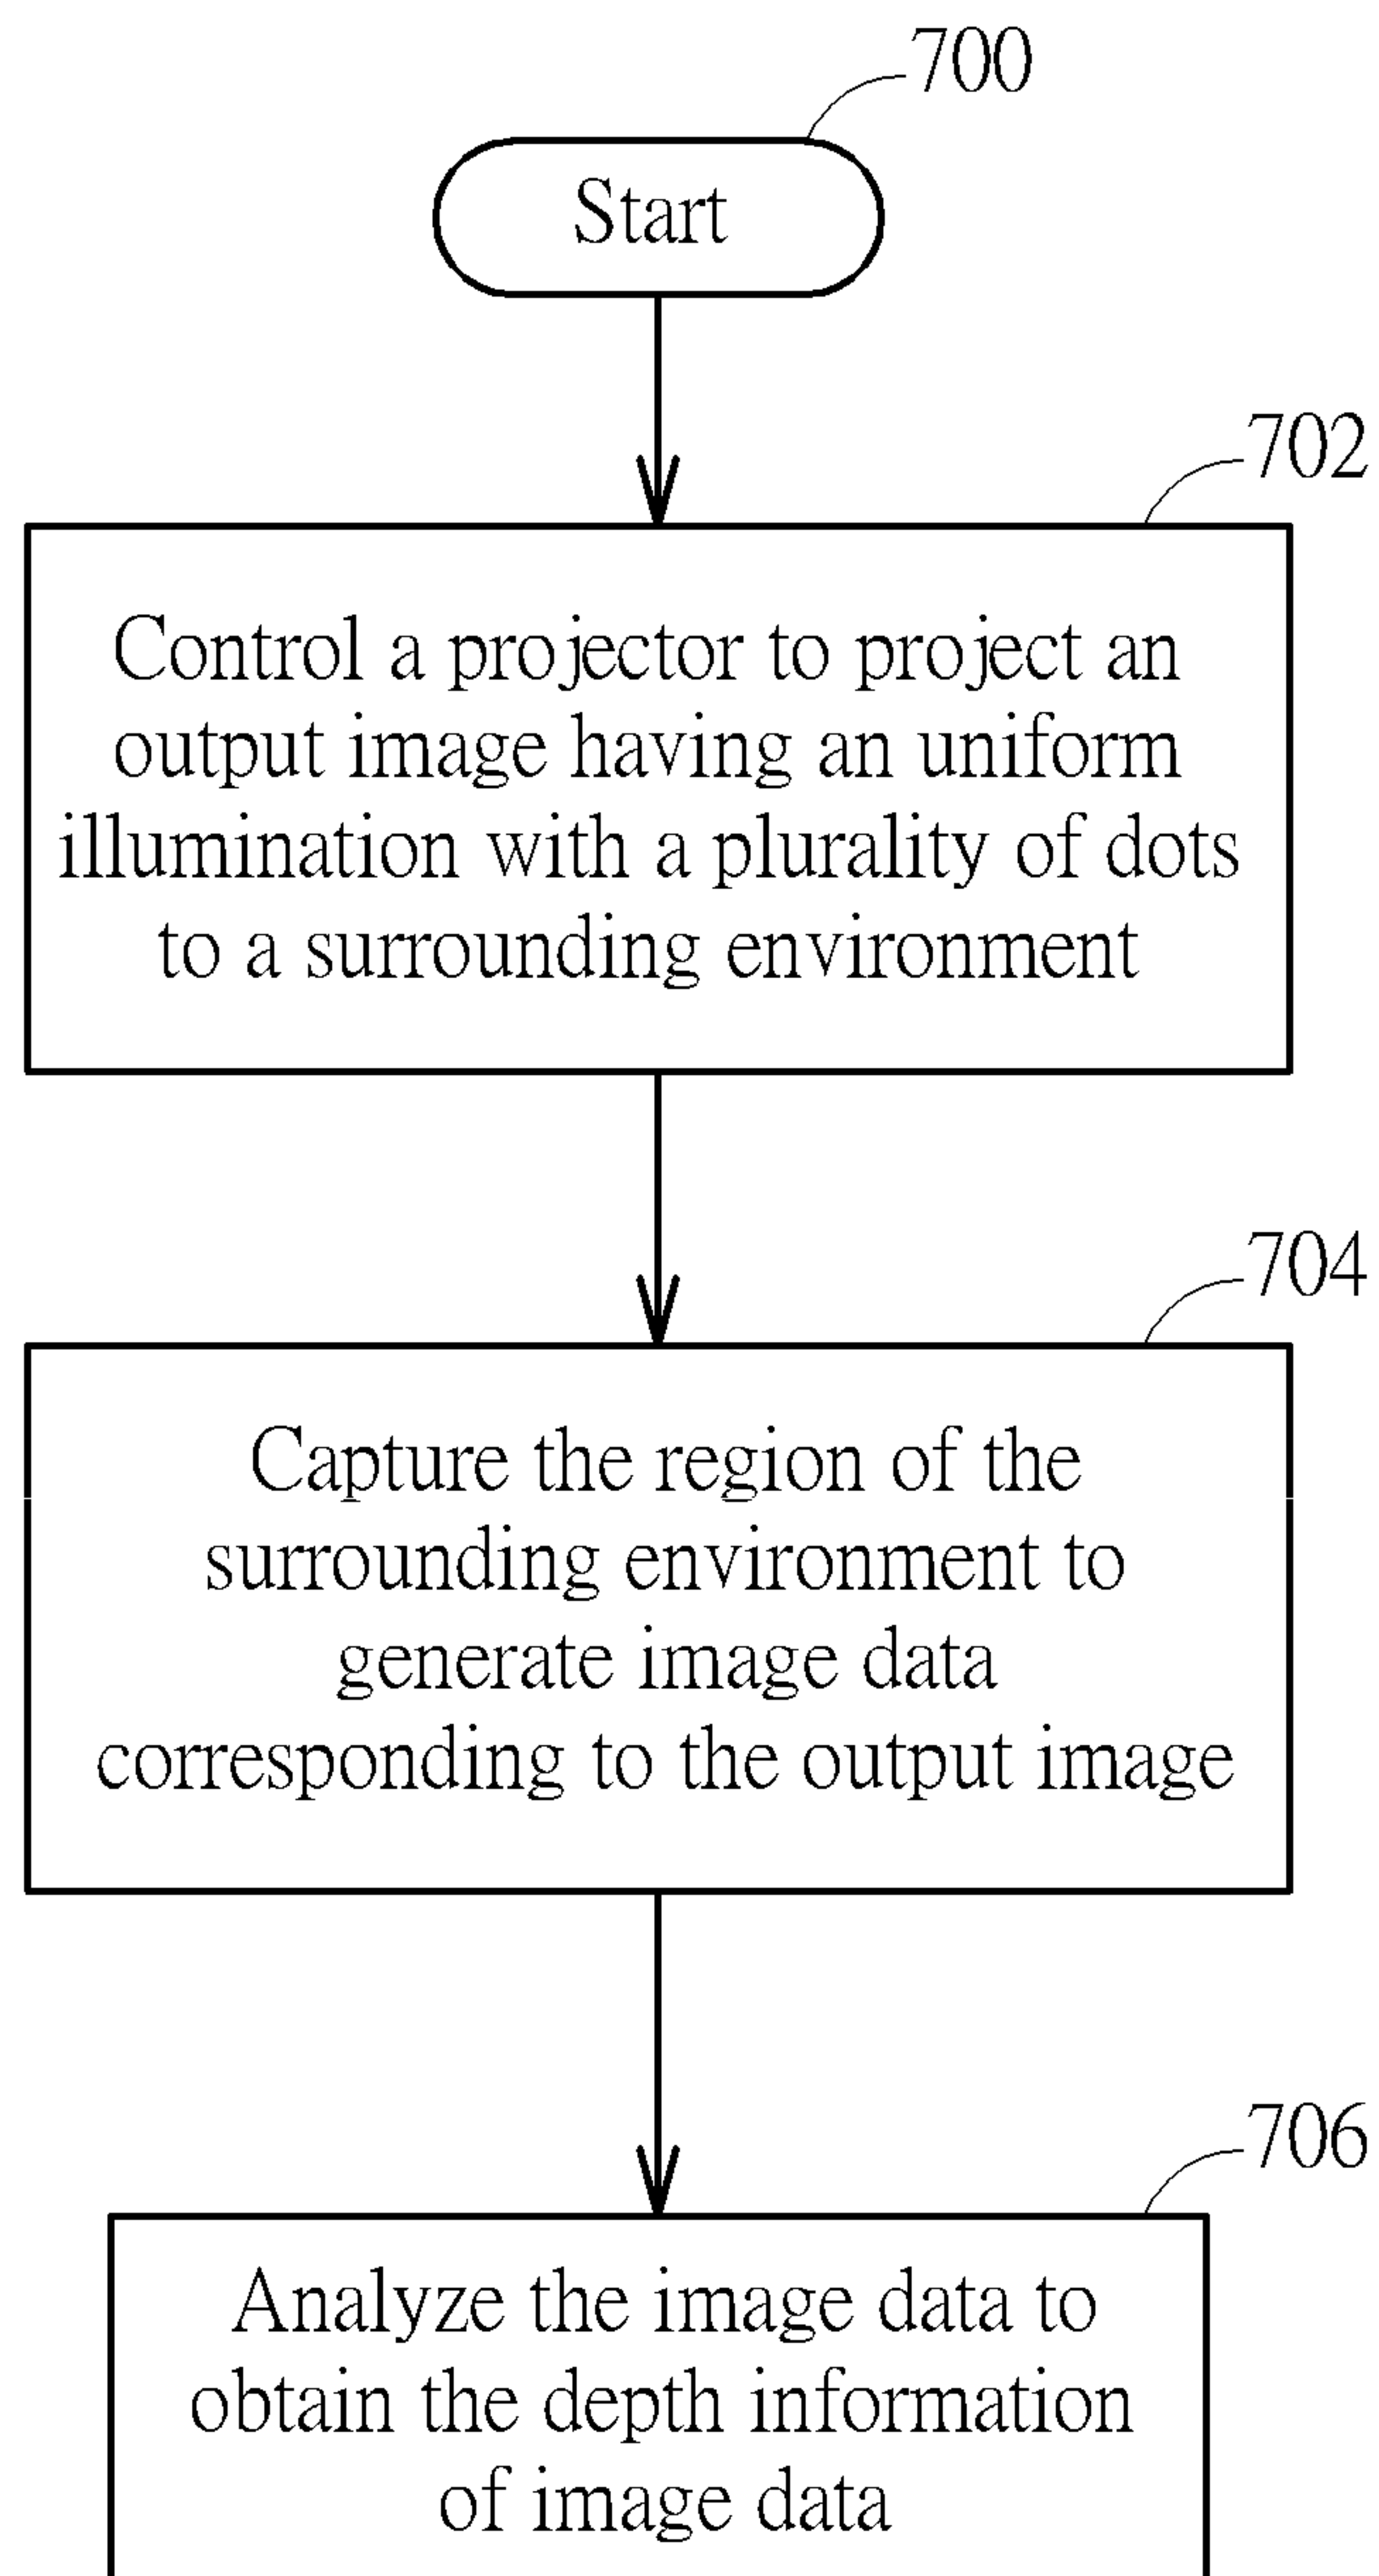 700
Start
702
Control a projector to project an
output image having an uniform
illumination with a plurality of dots
to a surrounding environment
704
Capture the region of the
surrounding environment to
generate image data
corresponding to the output image
706
Analyze the image data to
obtain the depth information
of image data